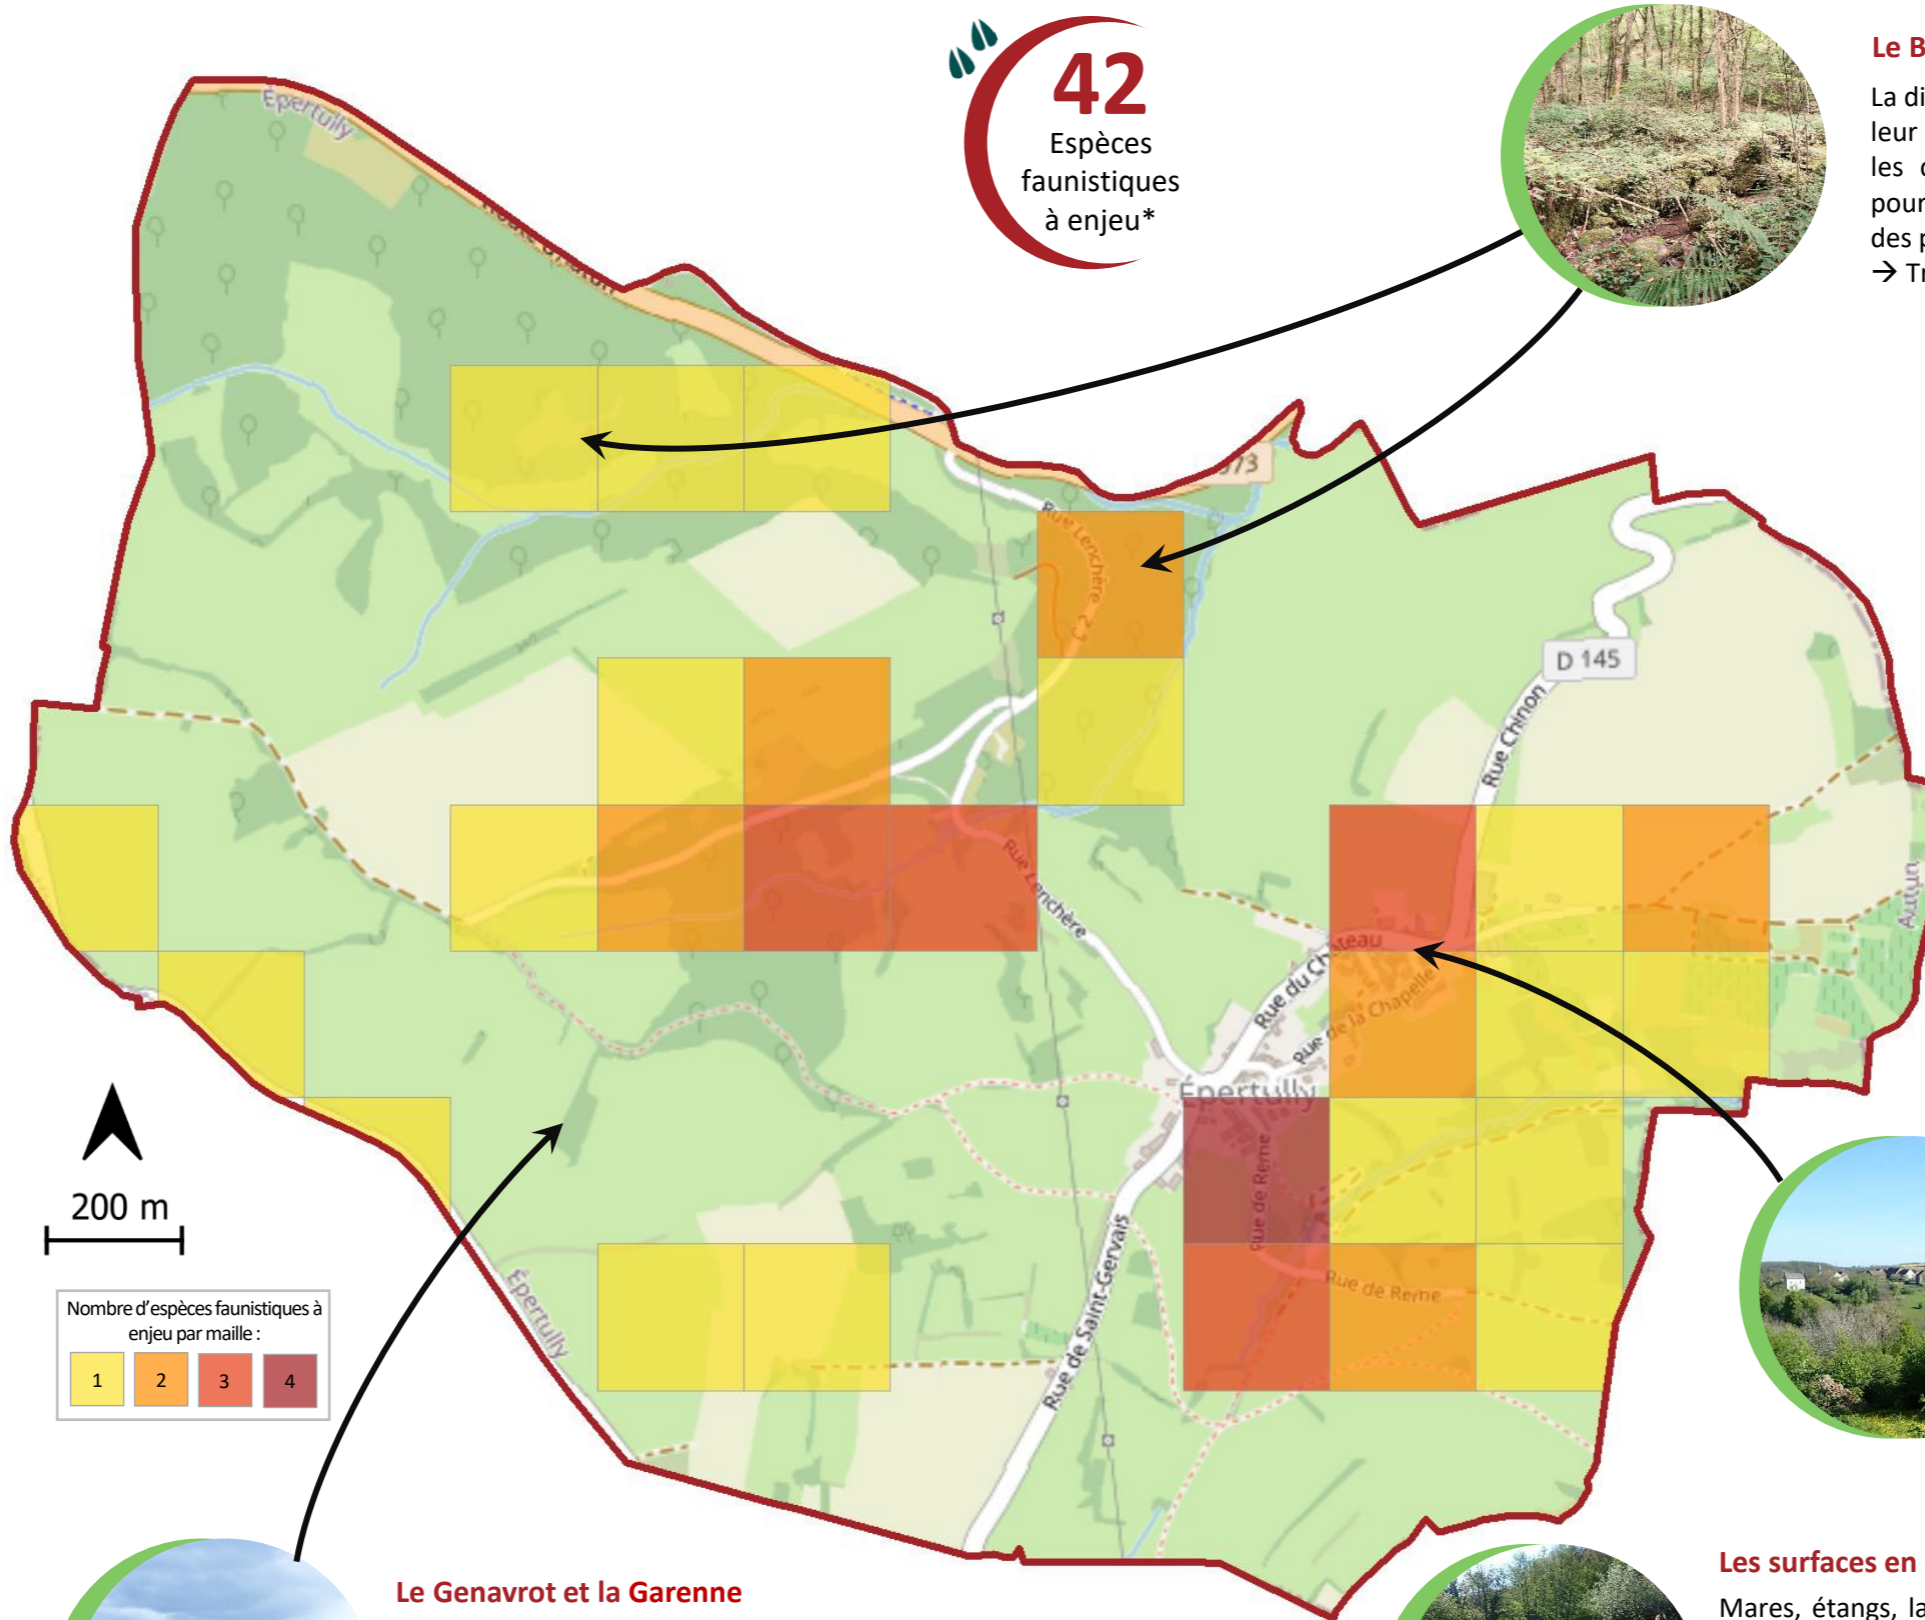 42
Espèces
faunistiques
à enjeu*
Le B
La di
leur
les
pour
des p
→ Tr
Épertully
973
Rue Lenchère
C 2
D 145
Rue Chinon
Autun
Rue Lenchère
Rue du Château
Rue de la Chapelle
Épertully
Rue de Reme
Rue de Reme
Rue de Saint-Gervais
Épertully
200 m
Nombre d'espèces faunistiques à
enjeu par maille :
1 2 3 4
Le Genavrot et la Garenne
Les surfaces en
Mares, étangs, la